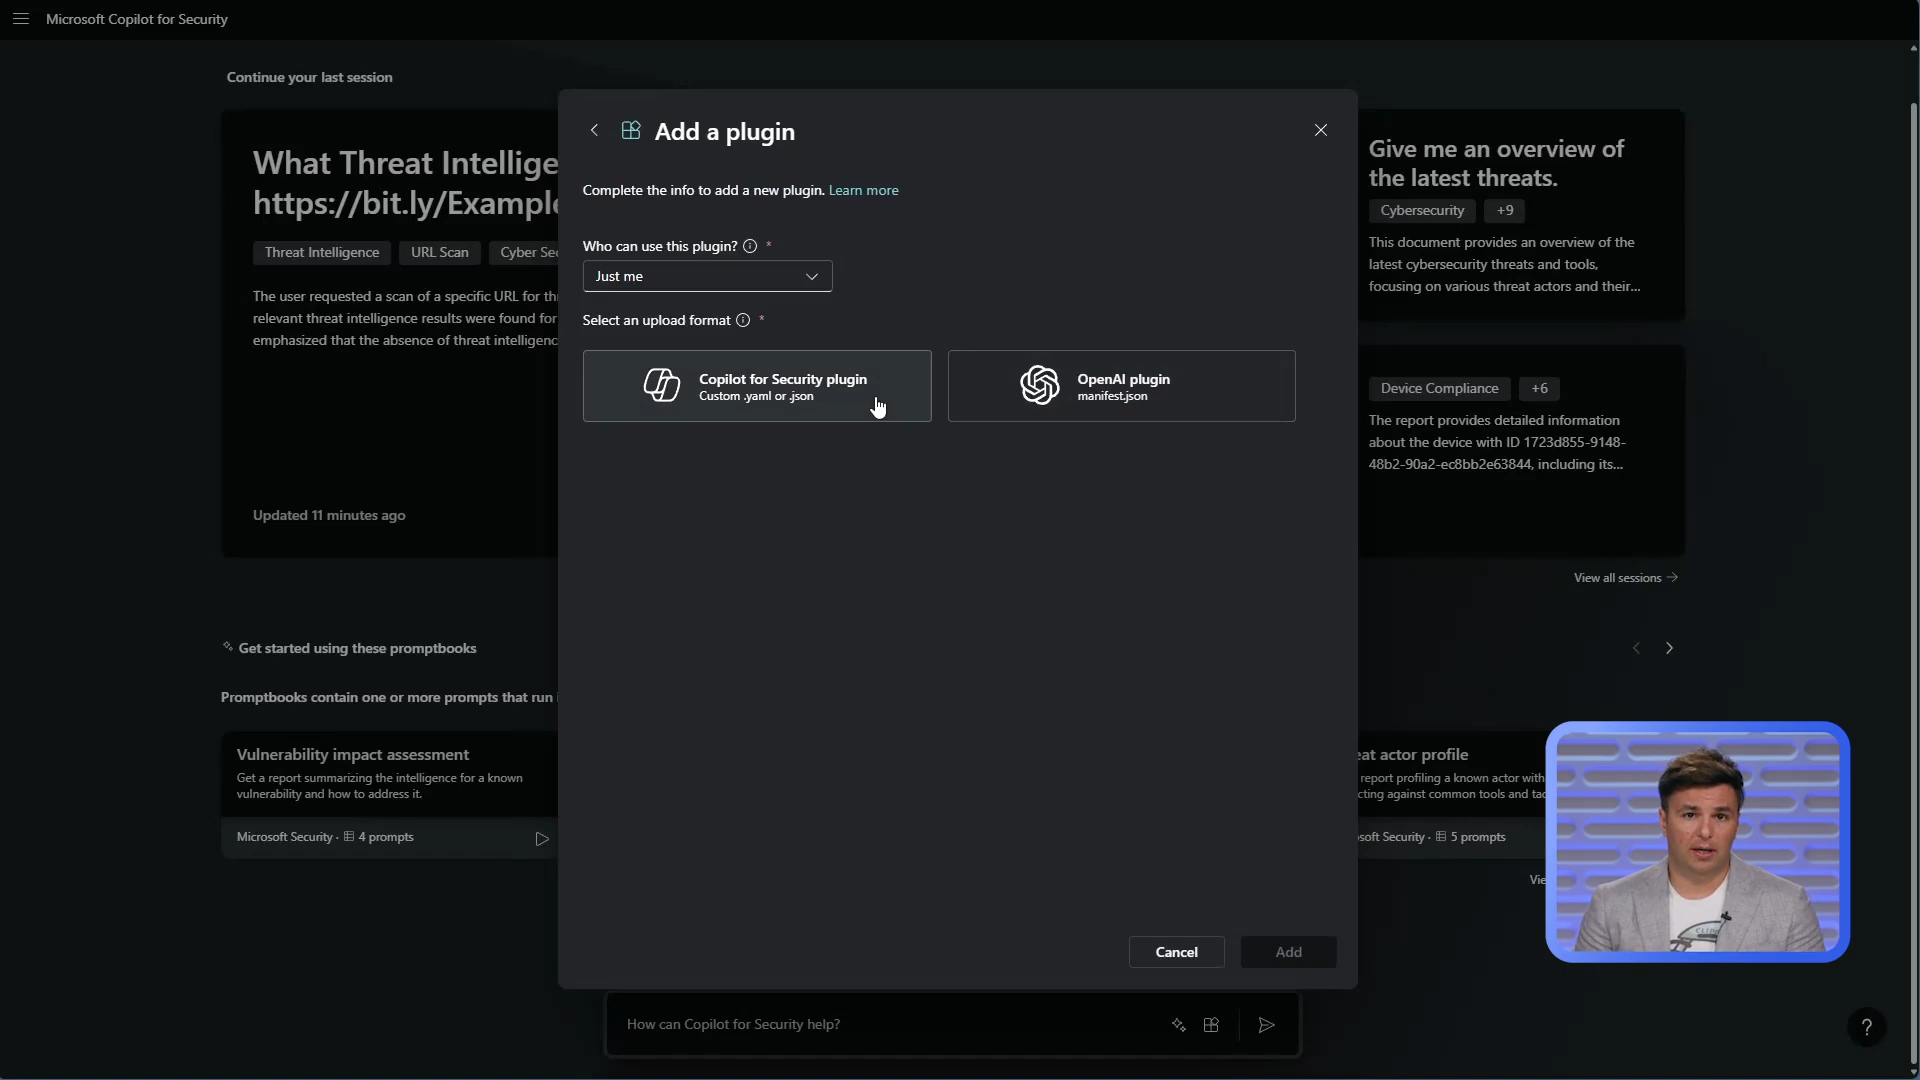 Microsoft Copilot for Security
Continue your last session
What Threat Intellige
https://bit.ly/Example
Threat Intelligence
URL Scan
Cyber Sec
The user requested a scan of a specific URL for th
relevant threat intelligence results were found for
emphasized that the absence of threat intelligenc
Updated 11 minutes ago
Add a plugin
Complete the info to add a new plugin. Learn more
Who can use this plugin? *
Just me
Select an upload format *
Copilot for Security plugin
Custom .yaml or .json
OpenAI plugin
manifest.json
Cancel
Add
Give me an overview of
the latest threats.
Cybersecurity
+9
This document provides an overview of the
latest cybersecurity threats and tools,
focusing on various threat actors and their...
Device Compliance
+6
The report provides detailed information
about the device with ID 1723d855-9148-
48b2-90a2-ec8bb2e63844, including its...
View all sessions
Get started using these promptbooks
Promptbooks contain one or more prompts that run i
Vulnerability impact assessment
Get a report summarizing the intelligence for a known
vulnerability and how to address it.
Microsoft Security · 4 prompts
eat actor profile
report profiling a known actor with
cting against common tools and tac
soft Security · 5 prompts
Vie
How can Copilot for Security help?
?